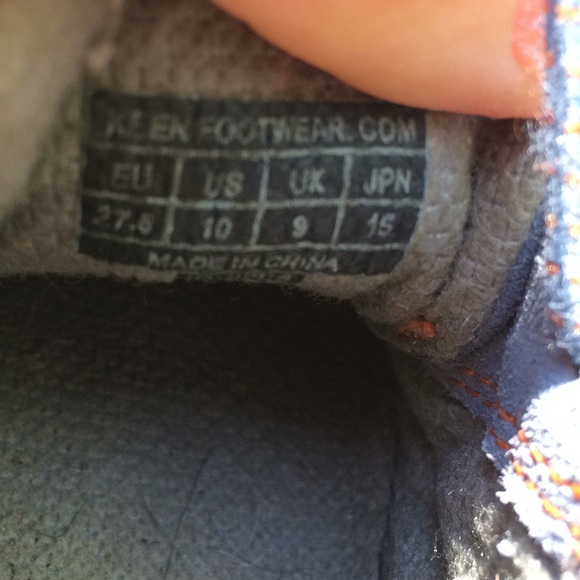 KEEN FOOTWEAR.COM
EU US UK JPN
27.5 10 9 15
MADE IN CHINA